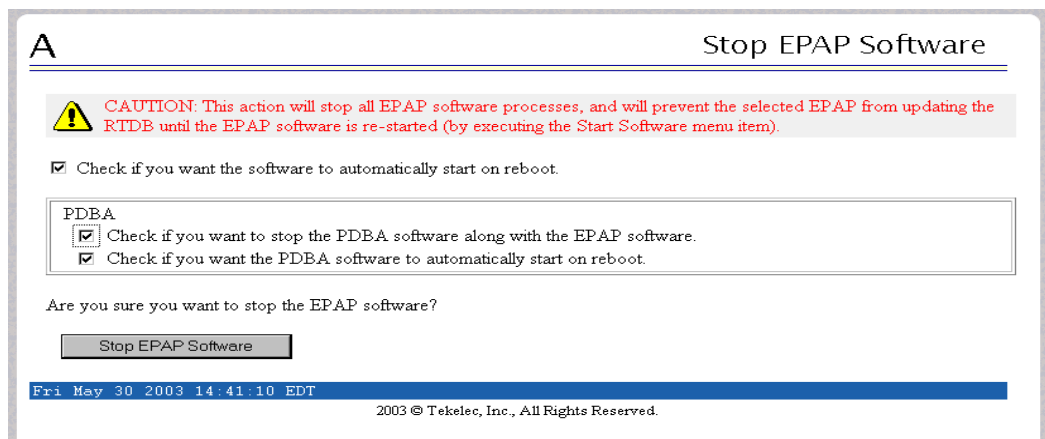 A
Stop EPAP Software
CAUTION: This action will stop all EPAP software processes, and will prevent the selected EPAP from updating the
RTDB until the EPAP software is re-started (by executing the Start Software menu item).
Check if you want the software to automatically start on reboot.
PDBA
Check if you want to stop the PDBA software along with the EPAP software.
Check if you want the PDBA software to automatically start on reboot.
Are you sure you want to stop the EPAP software?
Stop EPAP Software
Fri May 30 2003 14:41:10 EDT
2003 © Tekelec, Inc., All Rights Reserved.